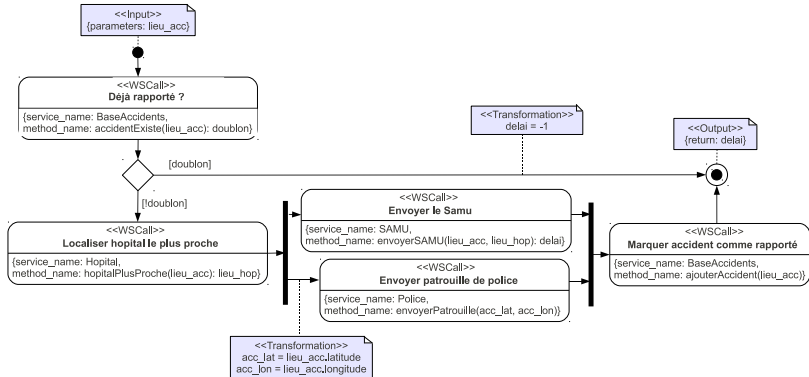 <<Input>>
{parameters: lieu_acc}
<<WSCall>>
Déjà rapporté ?
{service_name: BaseAccidents,
method_name: accidentExiste(lieu_acc): doublon}
<<Transformation>>
delai = -1
<<Output>>
{return: delai}
[doublon]
[!doublon]
<<WSCall>>
Localiser hopital le plus proche
{service_name: Hopital,
method_name: hopitalPlusProche(lieu_acc): lieu_hop}
<<WSCall>>
Envoyer le Samu
{service_name: SAMU,
method_name: envoyerSAMU(lieu_acc, lieu_hop): delai}
<<WSCall>>
Envoyer patrouille de police
{service_name: Police,
method_name: envoyerPatrouille(acc_lat, acc_lon)}
<<WSCall>>
Marquer accident comme rapporté
{service_name: BaseAccidents,
method_name: ajouterAccident(lieu_acc)}
<<Transformation>>
acc_lat = lieu_acc.latitude
acc_lon = lieu_acc.longitude